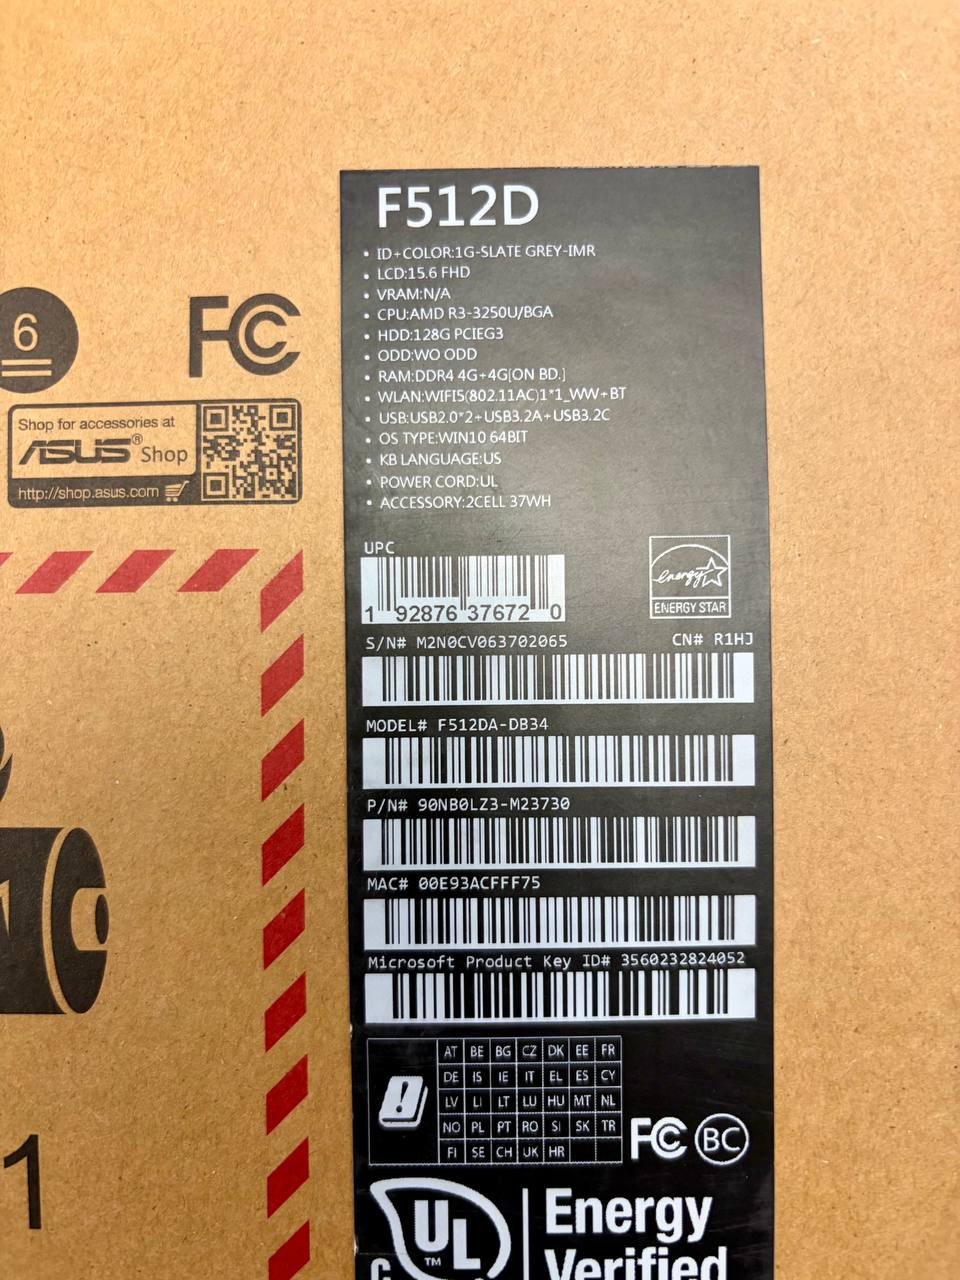 F512D
• ID+COLOR:1G-SLATE GREY-IMR
• LCD:15.6 FHD
• VRAM:N/A
• CPU:AMD R3-3250U/BGA
• HDD:128G PCIEG3
• ODD:WO ODD
• RAM:DDR4 4G+4G[ON BD.]
• WLAN:WIFI5(802.11AC)1*1_WW+BT
• USB:USB2.0*2+USB3.2A+USB3.2C
• OS TYPE:WIN10 64BIT
• KB LANGUAGE:US
• POWER CORD:UL
• ACCESSORY:2CELL 37WH
6
FC
Shop for accessories at
ASUS® Shop
http://shop.asus.com
UPC
1 92876 37672 0
energy
ENERGY STAR
S/N# M2N0CV063702065 CN# R1HJ
MODEL# F512DA-DB34
P/N# 90NB0LZ3-M23730
MAC# 00E93ACFFF75
Microsoft Product Key ID# 3560232824052
AT BE BG CZ DK EE FR
DE IS IE IT EL ES CY
LV LI LT LU HU MT NL
NO PL PT RO SI SK TR
FI SE CH UK HR
FC BC
1
UL ™
C
Energy
Verified